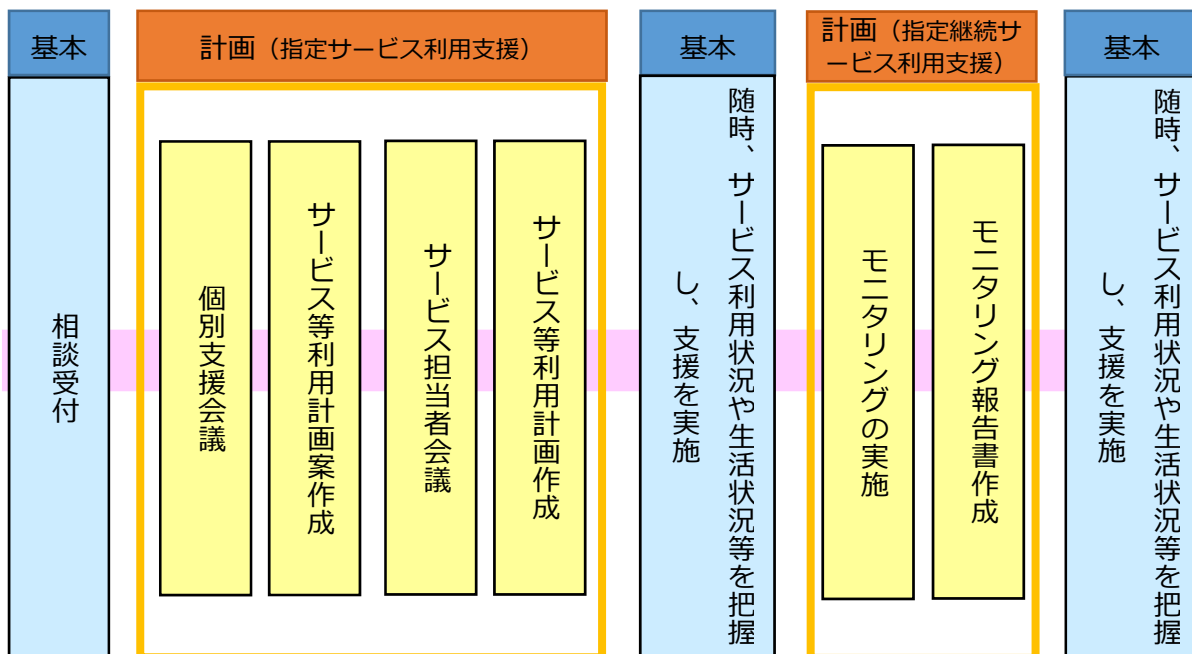 基本
相談受付
計画（指定サービス利用支援）
個別支援会議
サービス等利用計画案作成
サービス担当者会議
サービス等利用計画作成
基本
随時、サービス利用状況や生活状況等を把握
し、支援を実施
計画（指定継続サ
ービス利用支援）
モニタリングの実施
モニタリング報告書作成
基本
随時、サービス利用状況や生活状況等を把握
し、支援を実施